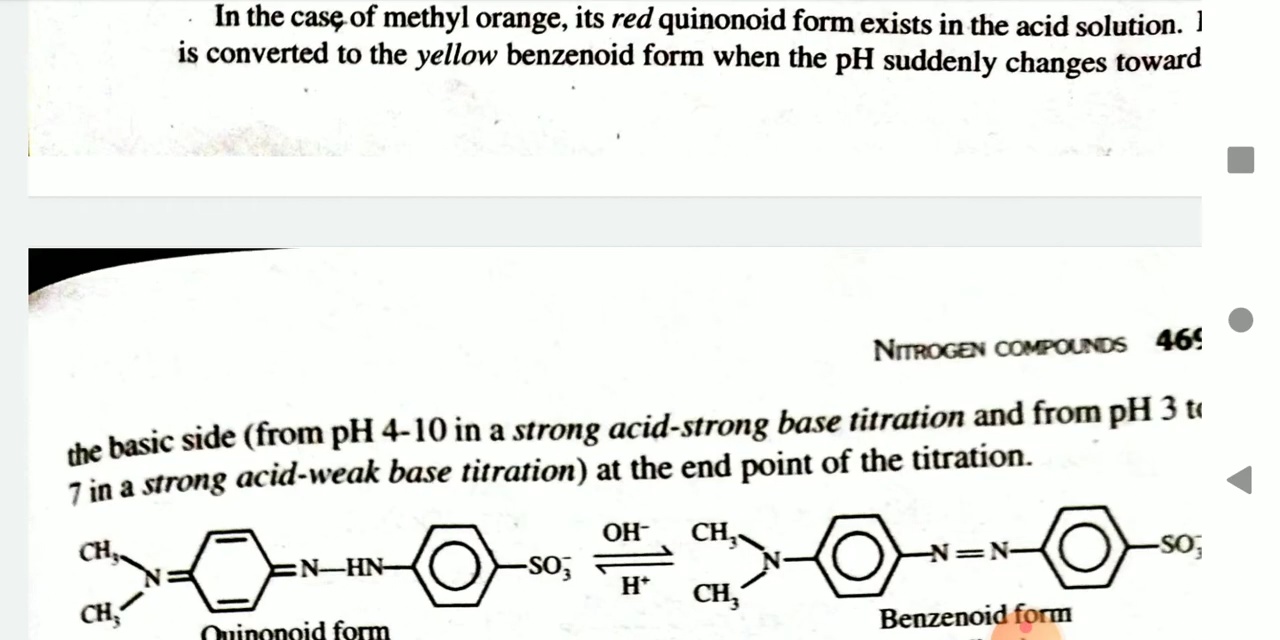 In the case of methyl orange, its red quinonoid form exists in the acid solution.
is converted to the yellow benzenoid form when the pH suddenly changes toward
NITROGEN COMPOUNDS 469
the basic side (from pH 4-10 in a strong acid-strong base titration and from pH 3 to
7 in a strong acid-weak base titration) at the end point of the titration.
CH₃ CH₃ N= =N—HN— —SO₃⁻ OH⁻ H⁺ CH₃ CH₃ N— —N=N— —SO₃⁻
Quinonoid form Benzenoid form